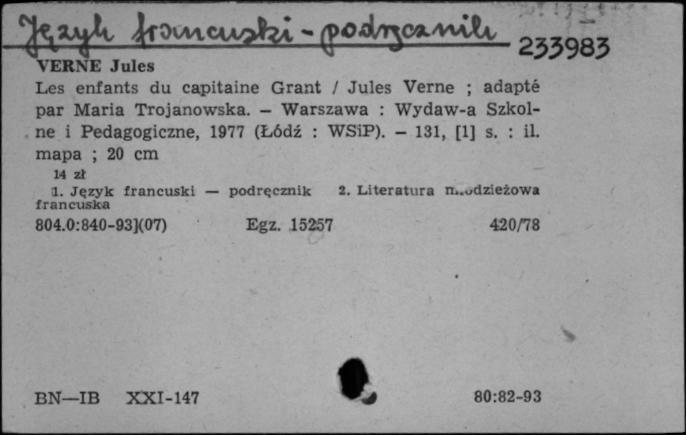 Język francuski - podręcznik
233983
VERNE Jules
Les enfants du capitaine Grant / Jules Verne ; adapté
par Maria Trojanowska. — Warszawa : Wydaw-a Szkol-
ne i Pedagogiczne, 1977 (Łódź : WSiP). — 131, [1] s. : il.
mapa ; 20 cm
14 zł
1. Język francuski — podręcznik 2. Literatura młodzieżowa
francuska
804.0:840-93](07) Egz. 15257 420/78
BN—IB XXI-147 80:82-93